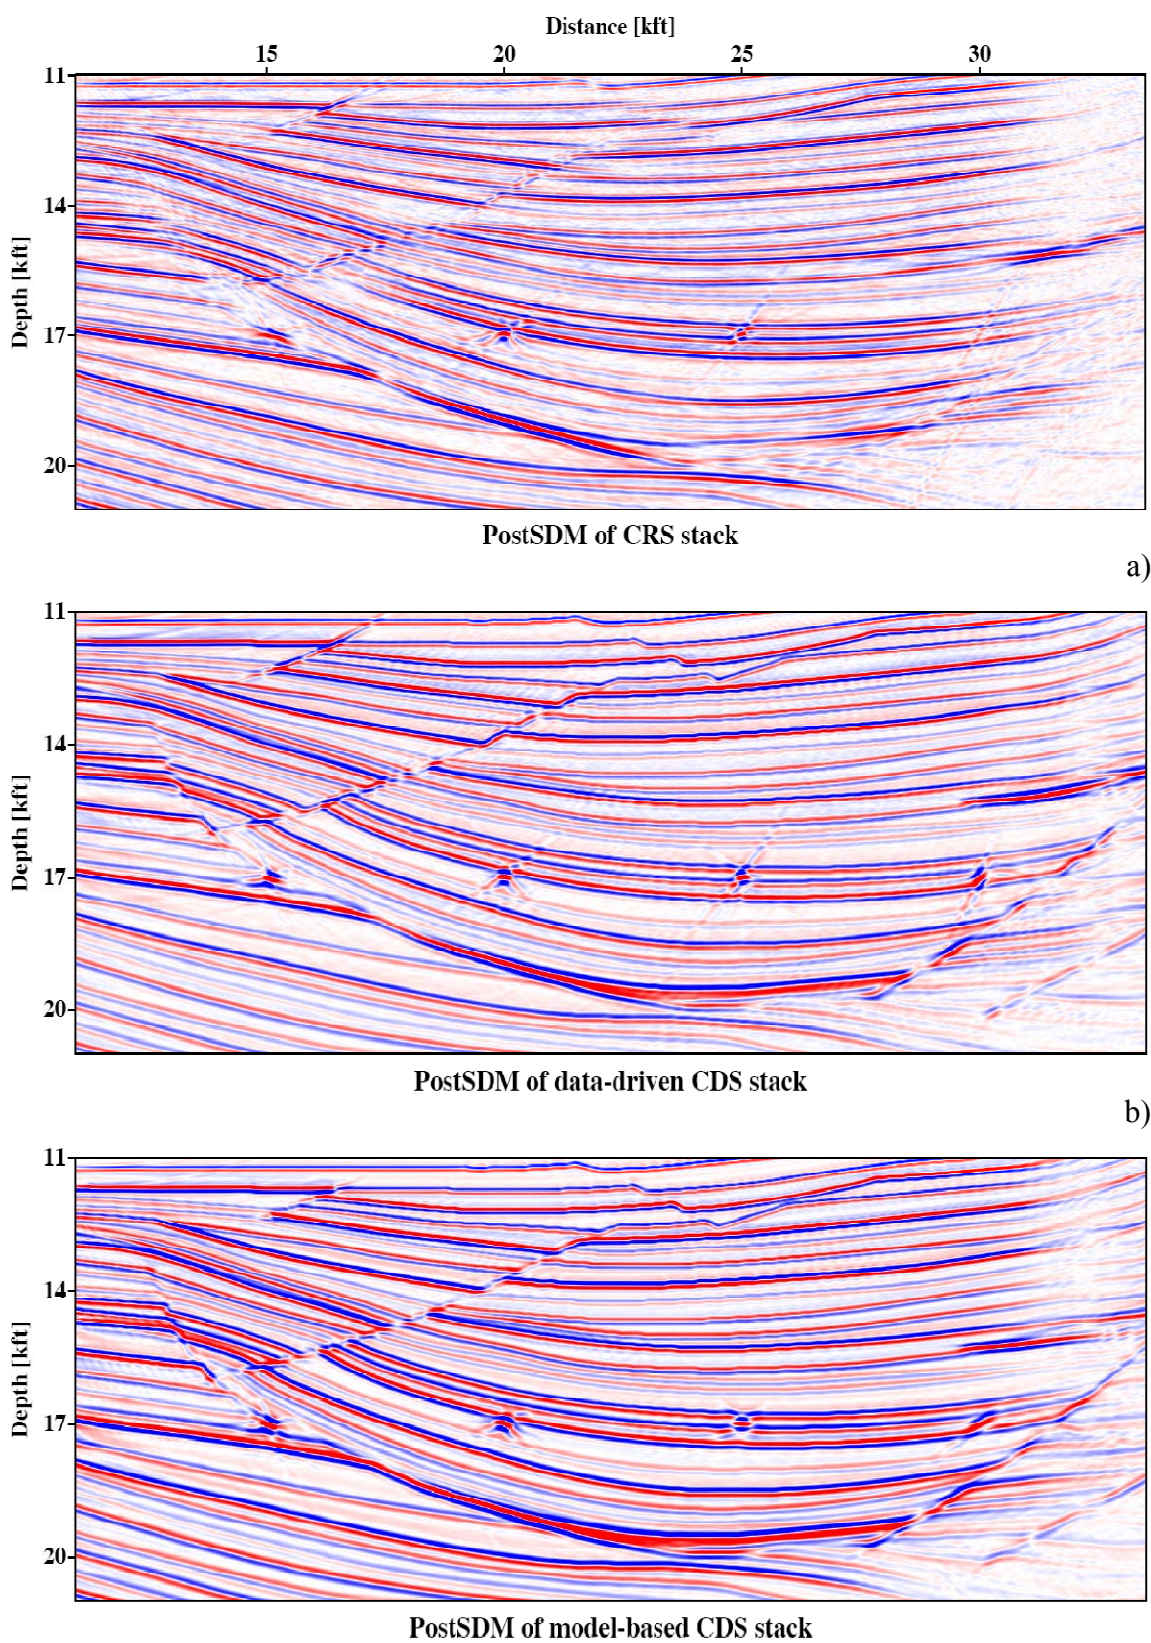 Distance [kft]
15 20 25 30
11
14
17
20
Depth [kft]
PostSDM of CRS stack
a)
11
14
17
20
Depth [kft]
PostSDM of data-driven CDS stack
b)
11
14
17
20
Depth [kft]
PostSDM of model-based CDS stack